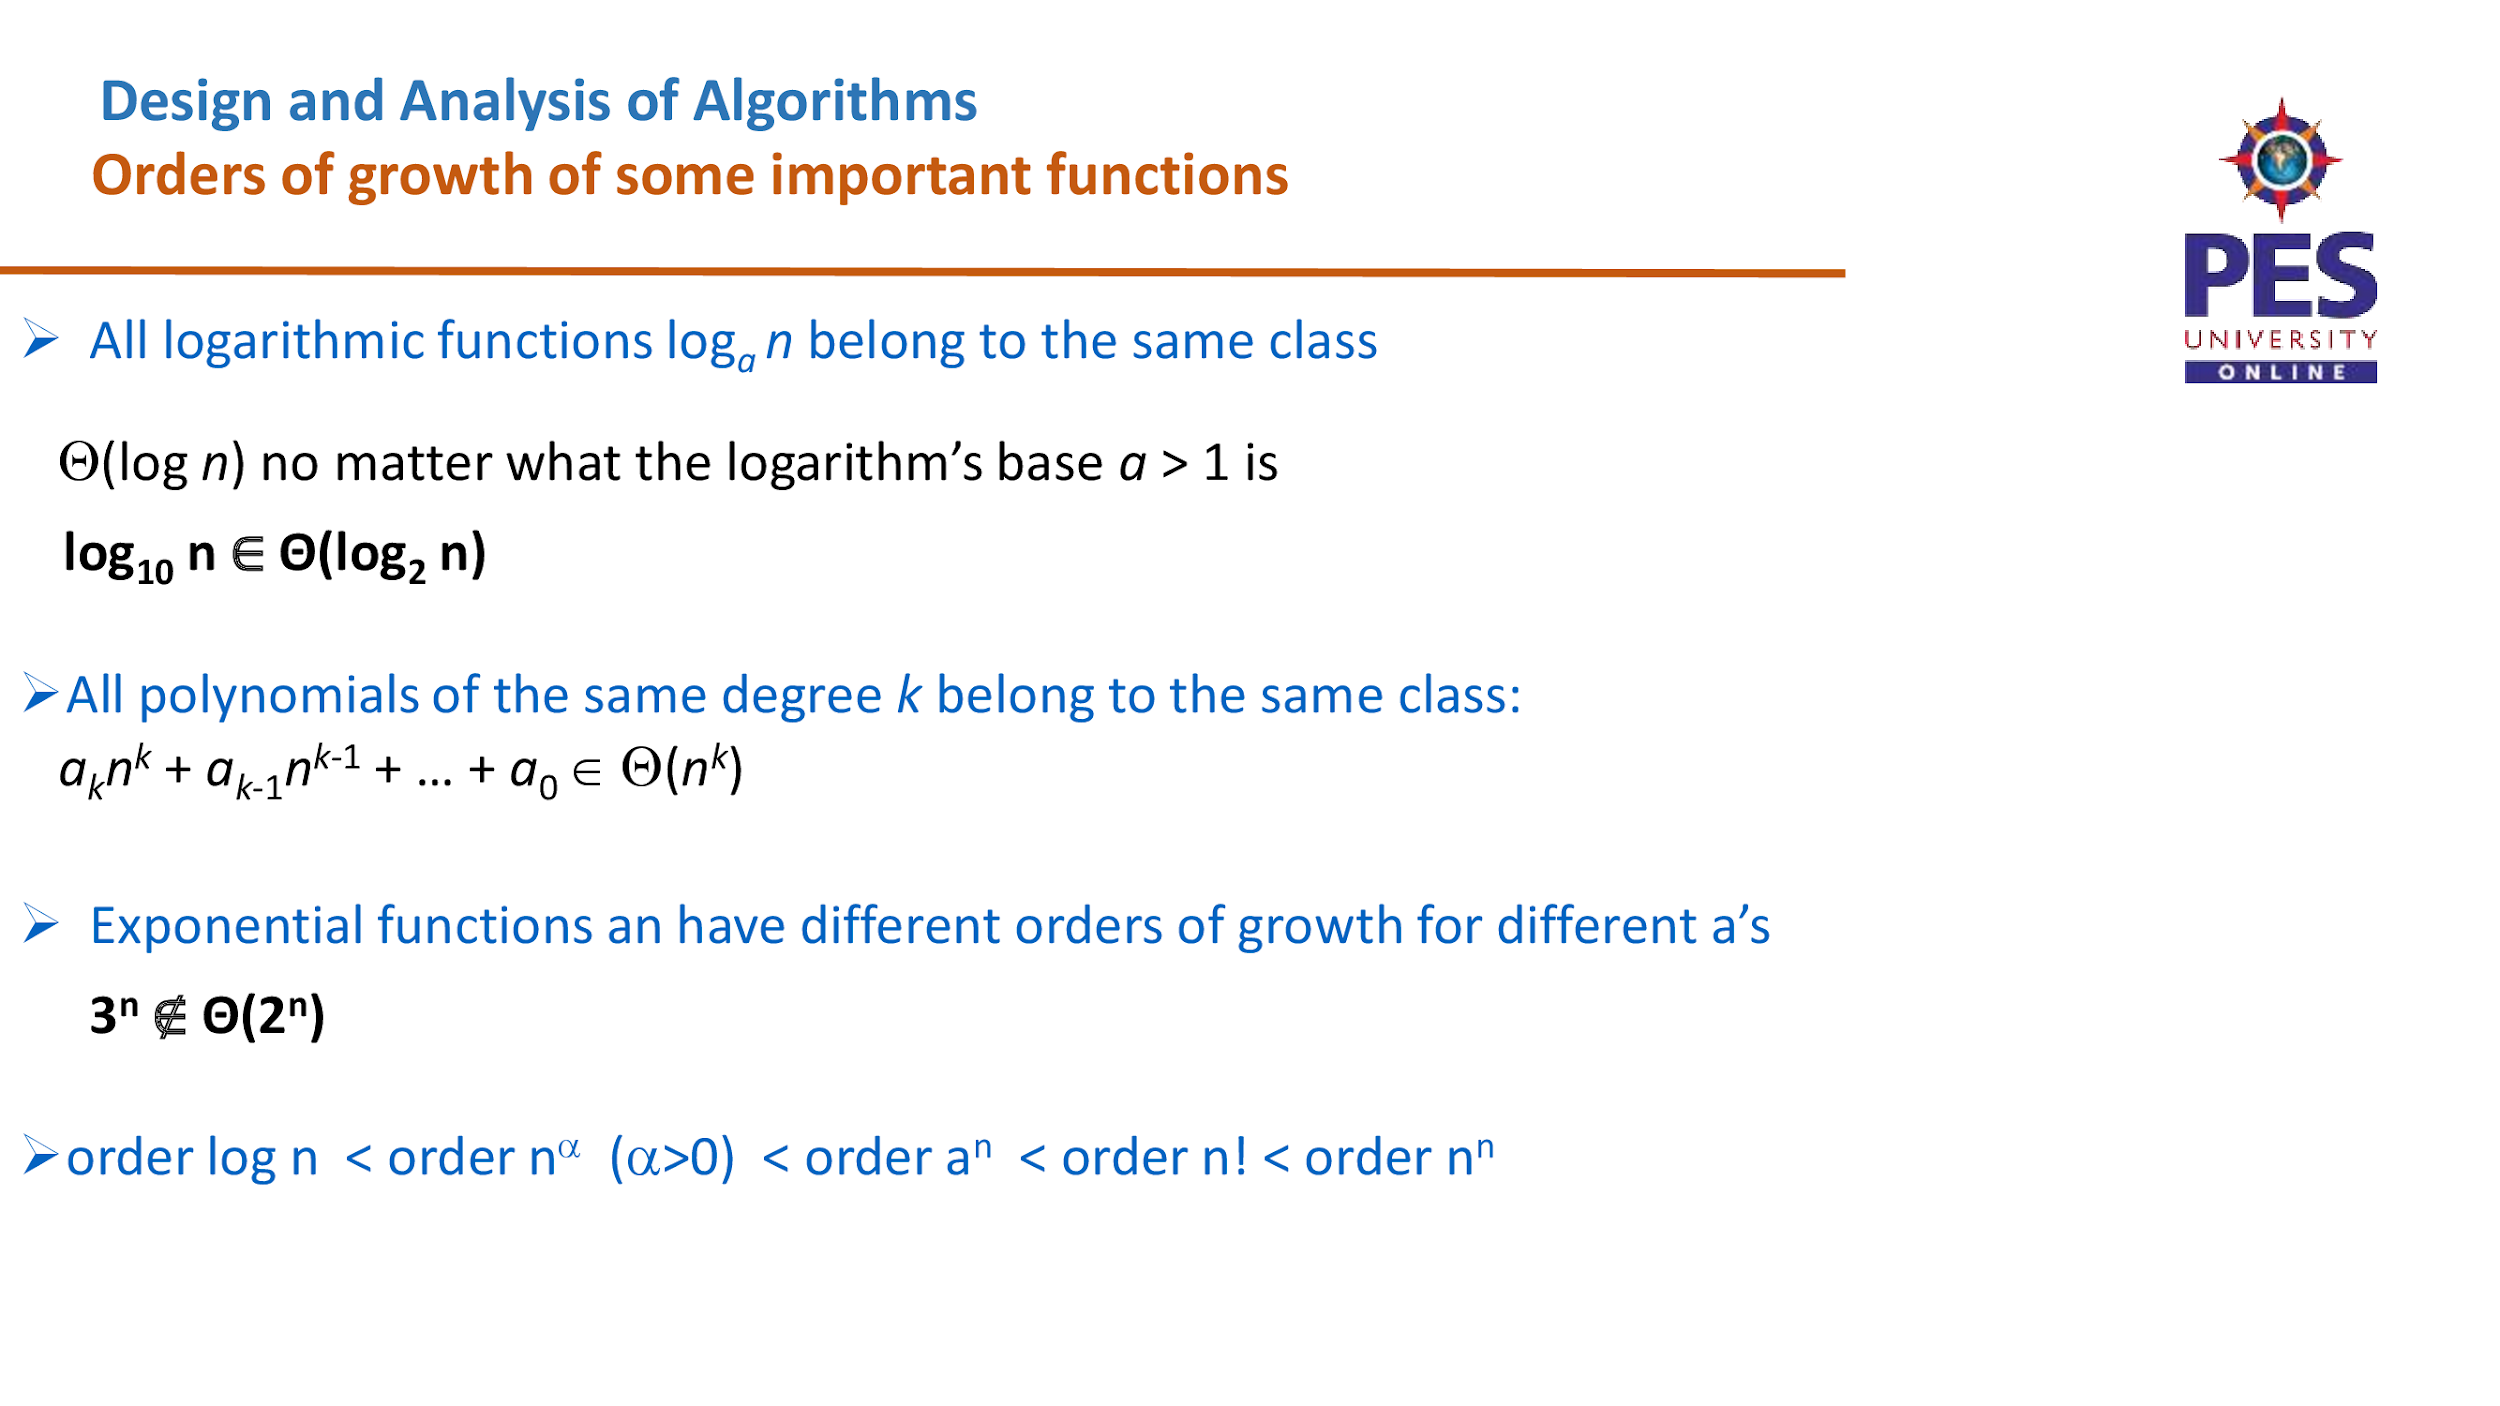 Design and Analysis of Algorithms
Orders of growth of some important functions
PES
UNIVERSITY
ONLINE
➢ All logarithmic functions logₐ n belong to the same class
Θ(log n) no matter what the logarithm’s base a > 1 is
log₁₀ n ∈ Θ(log₂ n)
➢All polynomials of the same degree k belong to the same class:
aₖnᵏ + aₖ₋₁nᵏ⁻¹ + … + a₀ ∈ Θ(nᵏ)
➢ Exponential functions an have different orders of growth for different a’s
3ⁿ ∉ Θ(2ⁿ)
➢order log n < order nᵅ (α>0) < order aⁿ < order n! < order nⁿ